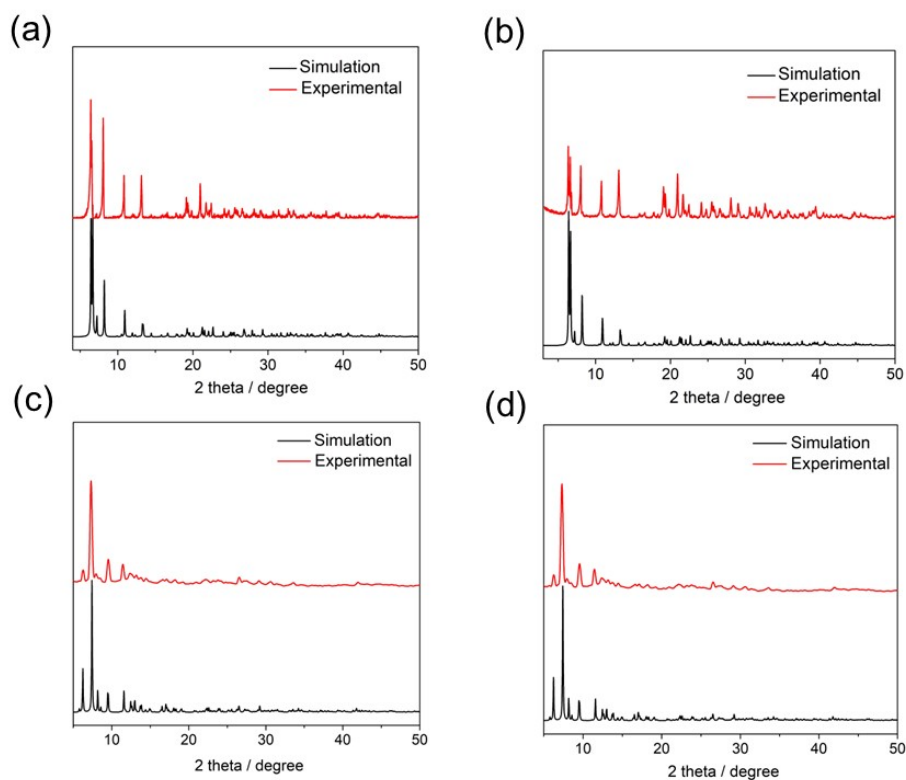 (a)
Simulation
Experimental
10 20 30 40 50
2 theta / degree
(b)
Simulation
Experimental
10 20 30 40 50
2 theta / degree
(c)
Simulation
Experimental
10 20 30 40 50
2 theta / degree
(d)
Simulation
Experimental
10 20 30 40 50
2 theta / degree